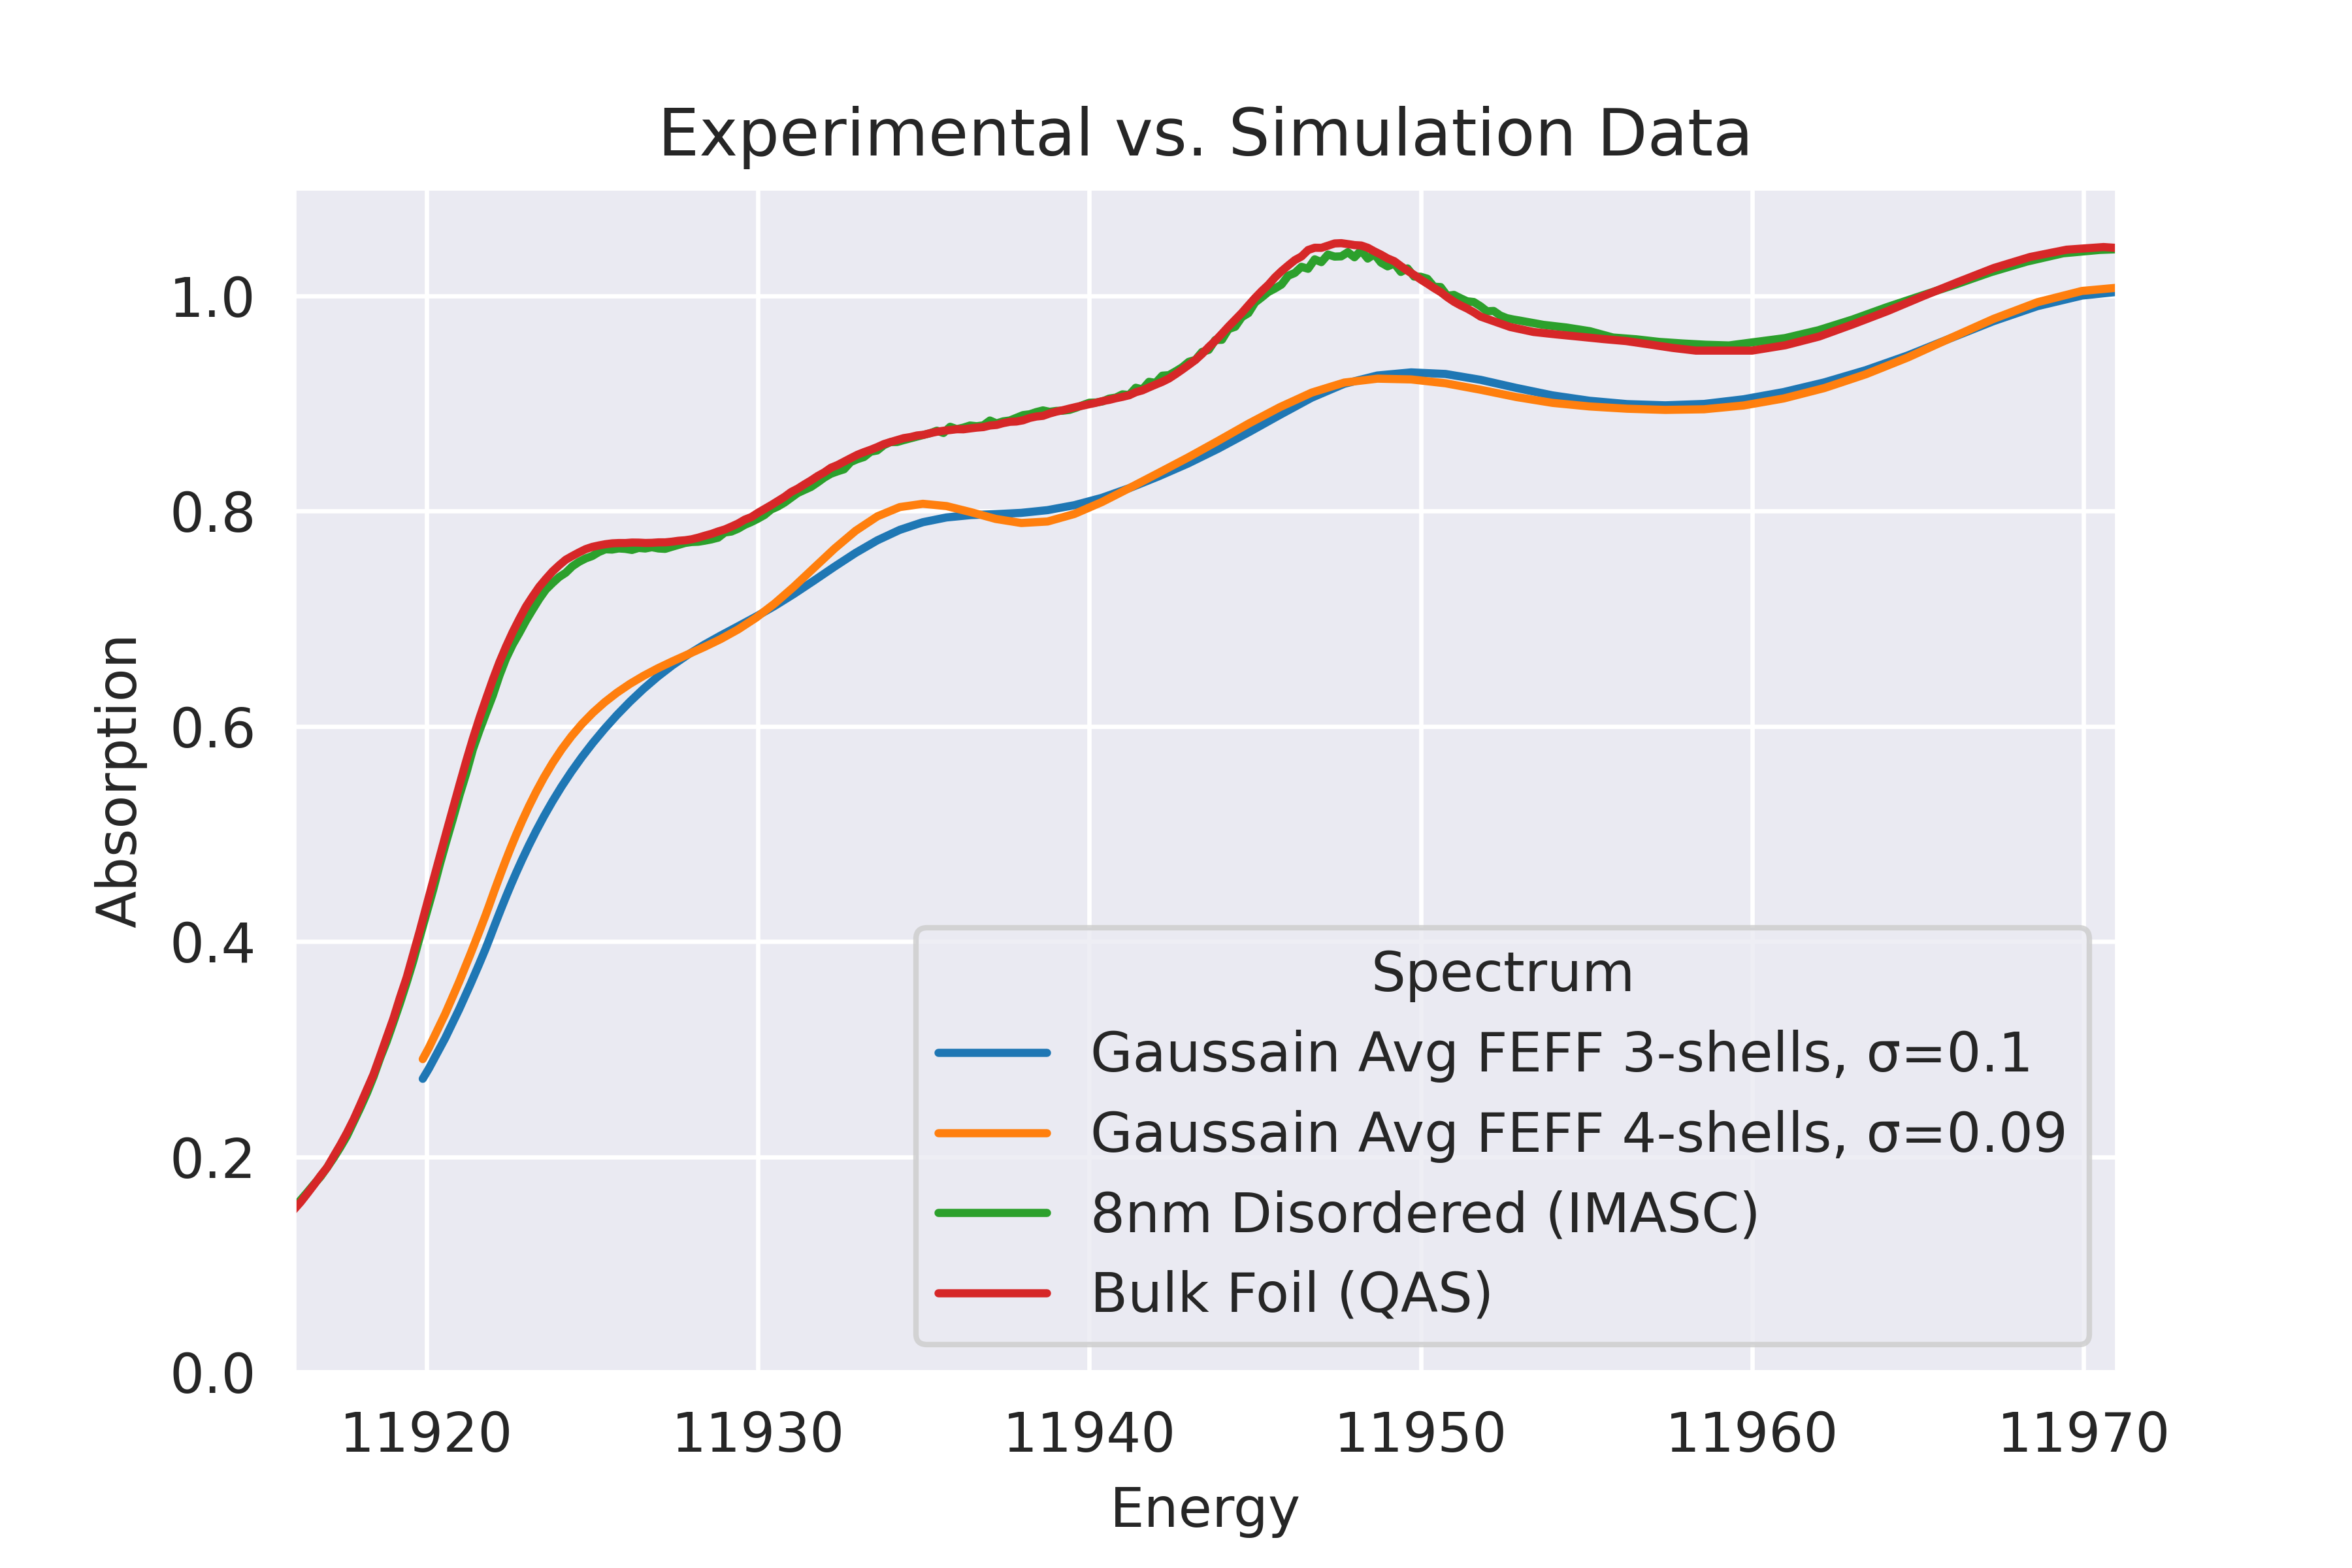 Experimental vs. Simulation Data
1.0
0.8
0.6
0.4
0.2
0.0
Absorption
Spectrum
Gaussain Avg FEFF 3-shells, σ=0.1
Gaussain Avg FEFF 4-shells, σ=0.09
8nm Disordered (IMASC)
Bulk Foil (QAS)
11920 11930 11940 11950 11960 11970
Energy